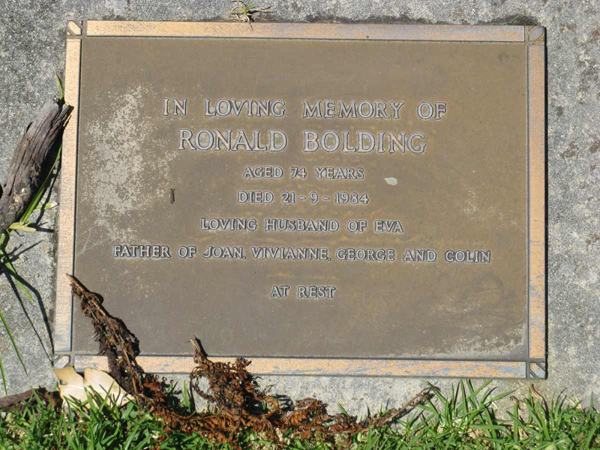 IN LOVING MEMORY OF
RONALD BOLDING
AGED 74 YEARS
DIED 21-9-1984
LOVING HUSBAND OF EVA
FATHER OF JOAN, VIVIANNE, GEORGE AND COLIN
AT REST